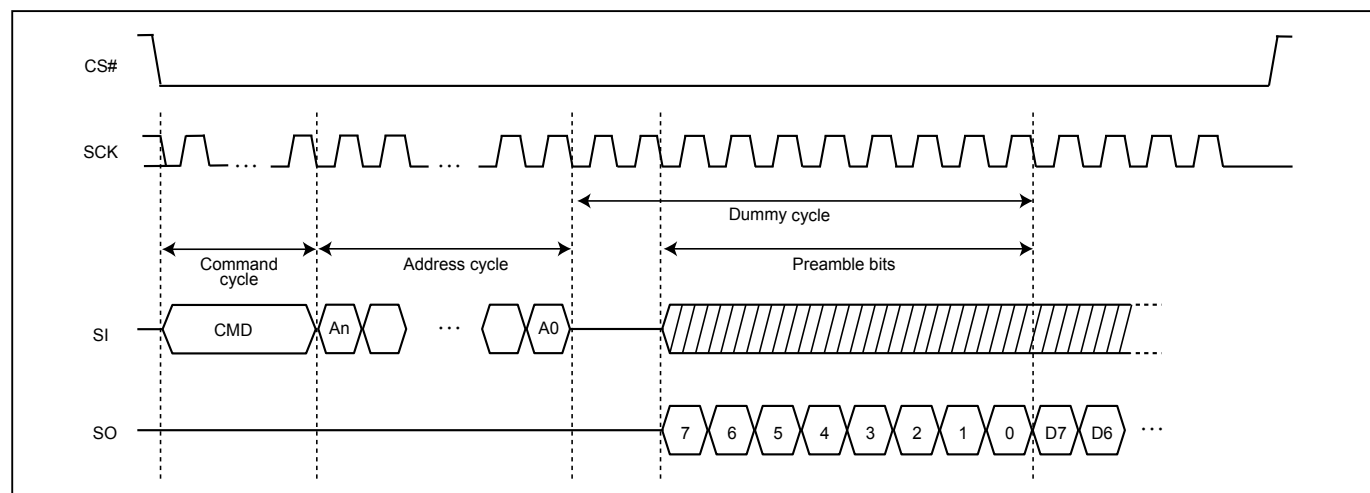 CS#
SCK
···
···
Dummy cycle
Command
cycle
Address cycle
Preamble bits
SI
CMD
An
···
A0
SO
7 6 5 4 3 2 1 0 D7 D6 ···